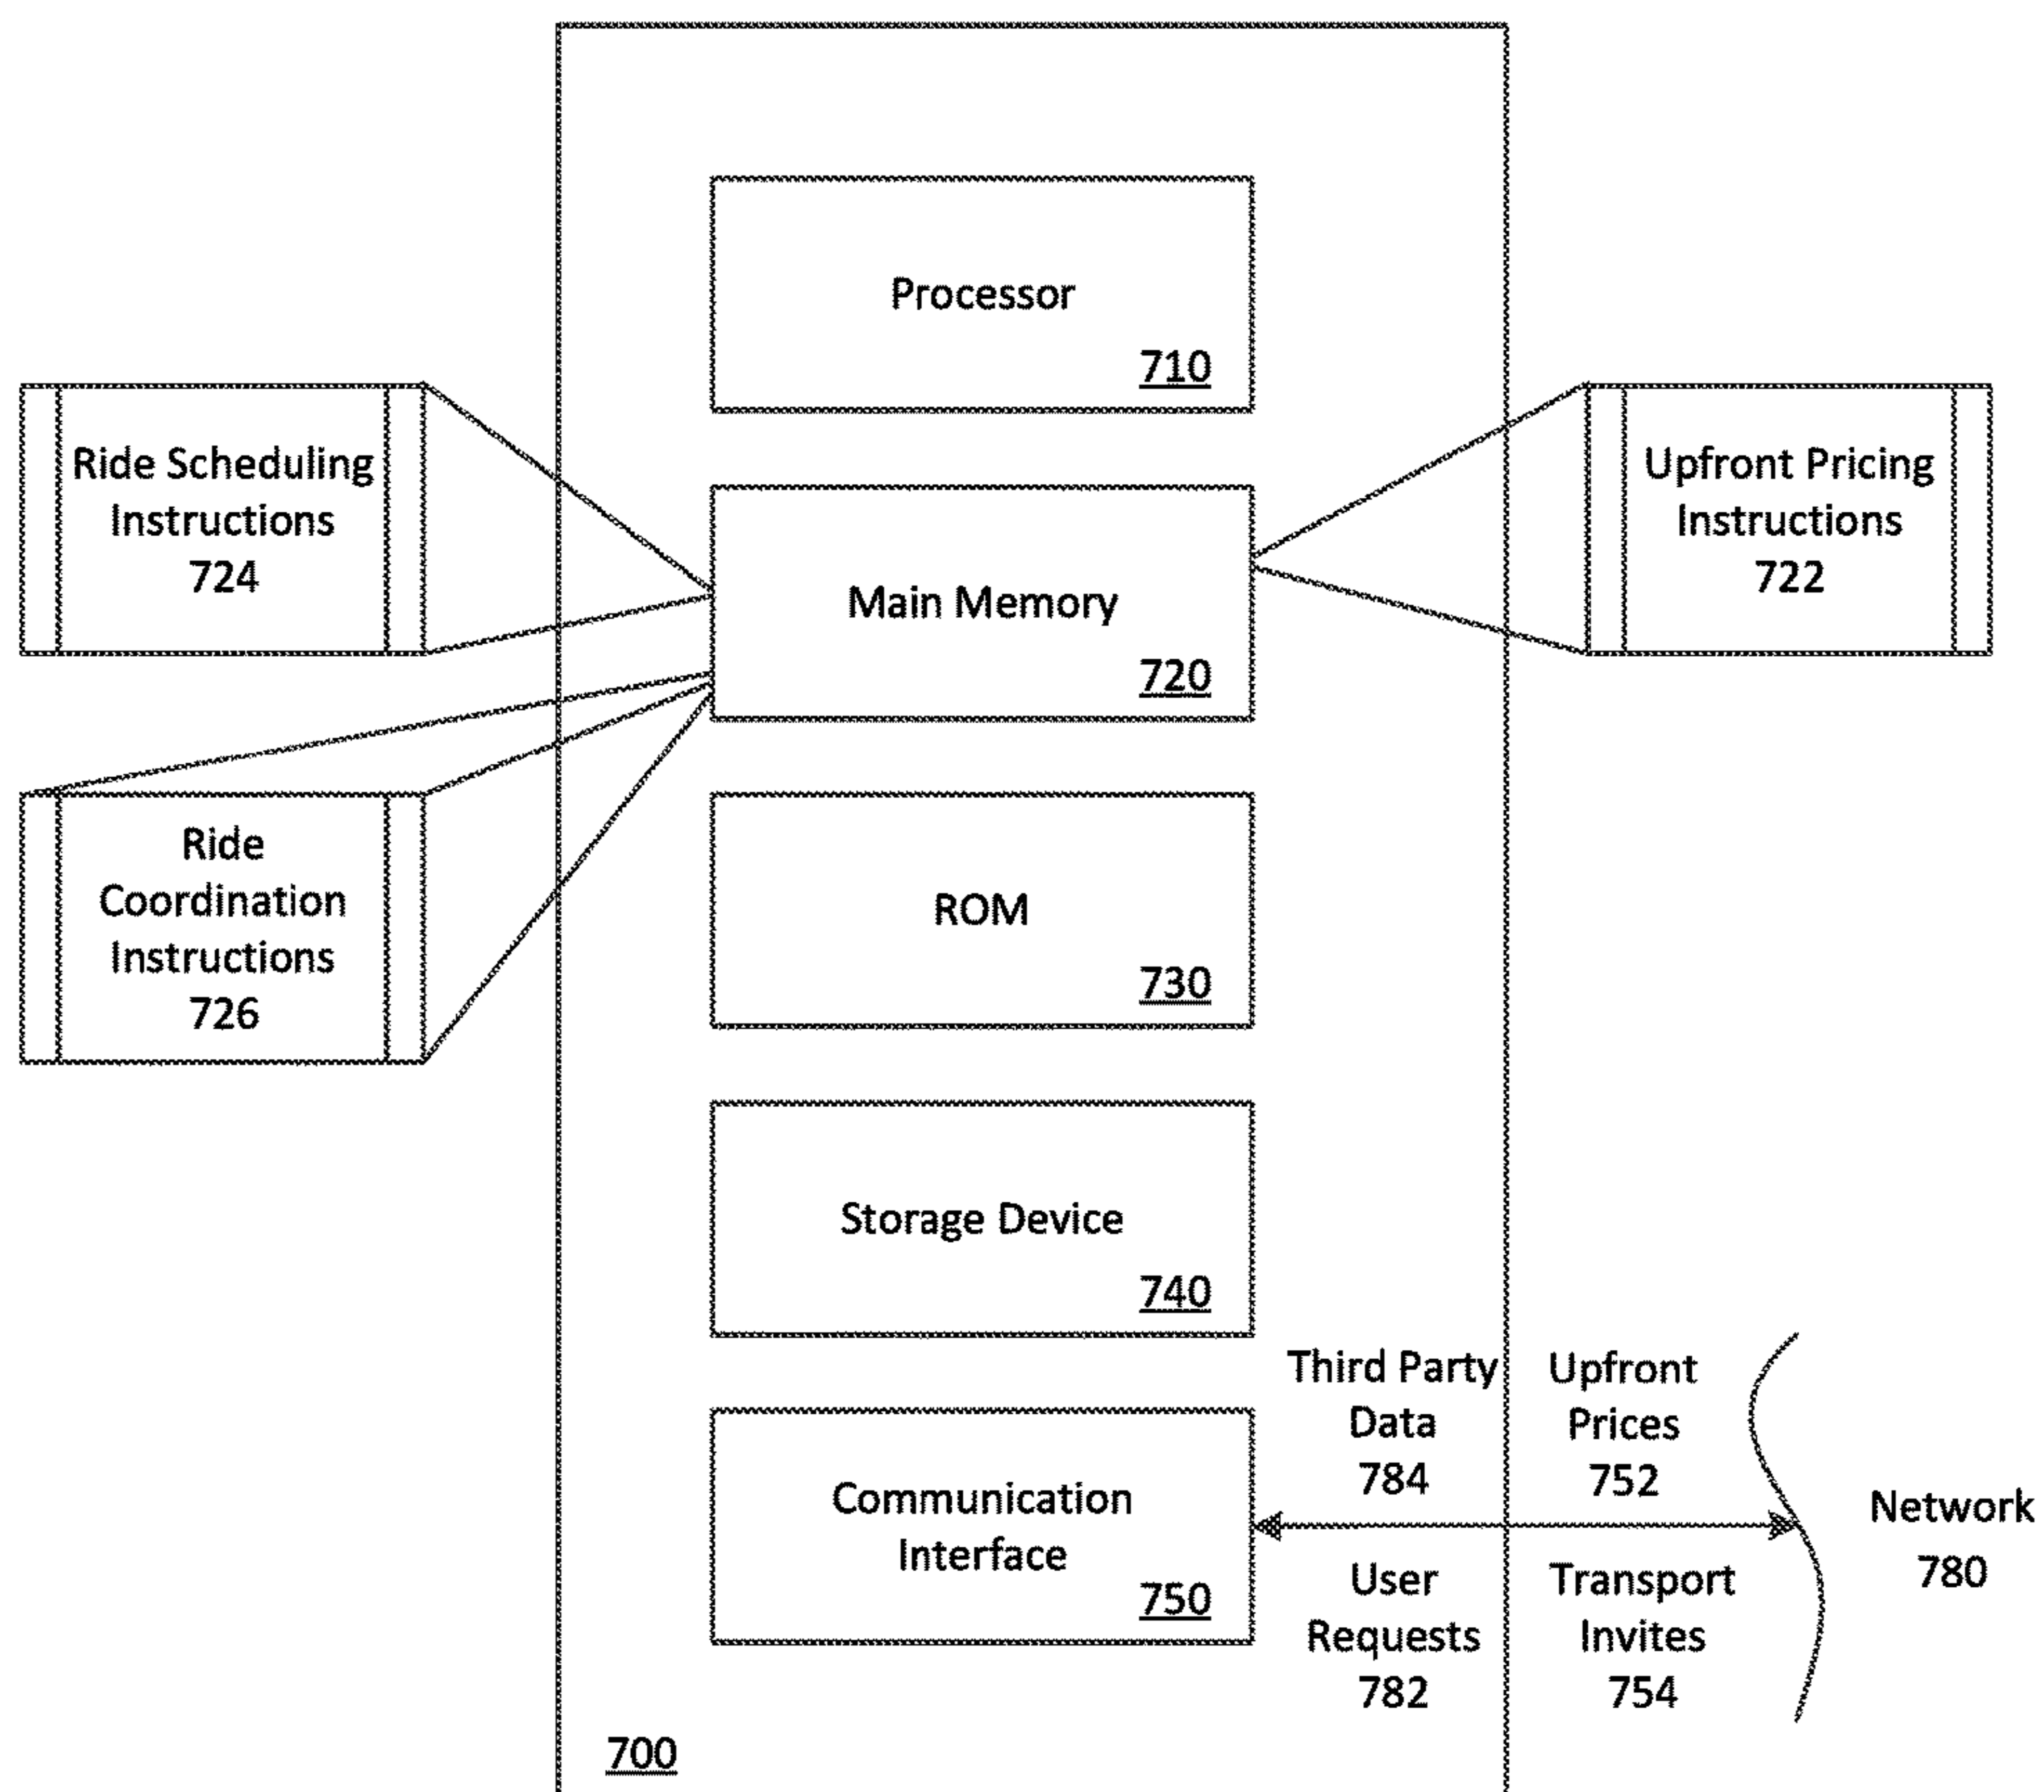 Processor
710
Ride Scheduling
Instructions
724
Main Memory
720
Upfront Pricing
Instructions
722
Ride
Coordination
Instructions
726
ROM
730
Storage Device
740
Communication
Interface
750
Third Party
Data
784
Upfront
Prices
752
User
Requests
782
Transport
Invites
754
Network
780
700